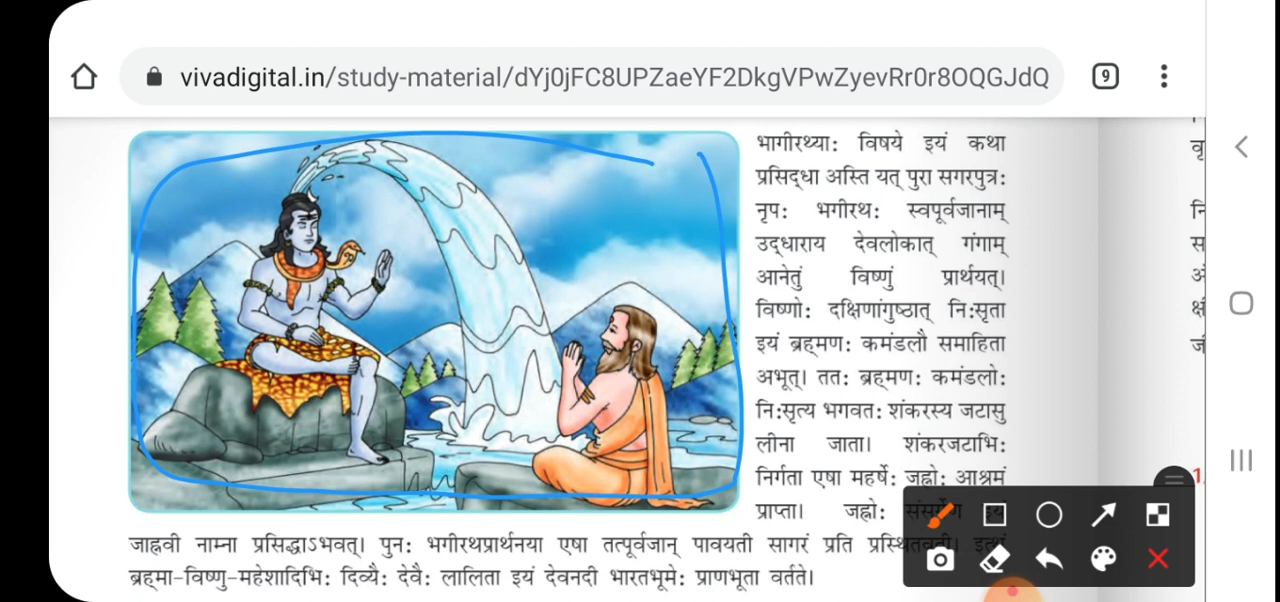 vivadigital.in/study-material/dYj0jFC8UPZaeYF2DkgVPwZyevRr0r8OQGJdQ
9
भागीरथ्या: विषये इयं कथा
प्रसिद्धा अस्ति यत् पुरा सगरपुत्र:
नृप: भगीरथ: स्वपूर्वजानाम्
उद्धाराय देवलोकात् गंगाम्
आनेतुं विष्णुं प्रार्थयत्।
विष्णो: दक्षिणांगुष्ठात् नि:सृता
इयं ब्रह्मण: कमंडलौ समाहिता
अभूत्। तत: ब्रह्मण: कमंडलो:
नि:सृत्य भगवत: शंकरस्य जटासु
लीना जाता। शंकरजटाभि:
निर्गता एषा महर्षे: जह्नो: आश्रमं
प्राप्ता। जह्नो:
जाह्नवी नाम्ना प्रसिद्धाऽभवत्। पुन: भगीरथप्रार्थनया एषा तत्पूर्वजान् पावयती सागरं प्रति
ब्रह्मा-विष्णु-महेशादिभि: दिव्यै: देवै: लालिता इयं देवनदी भारतभूमे: प्राणभूता वर्तते।